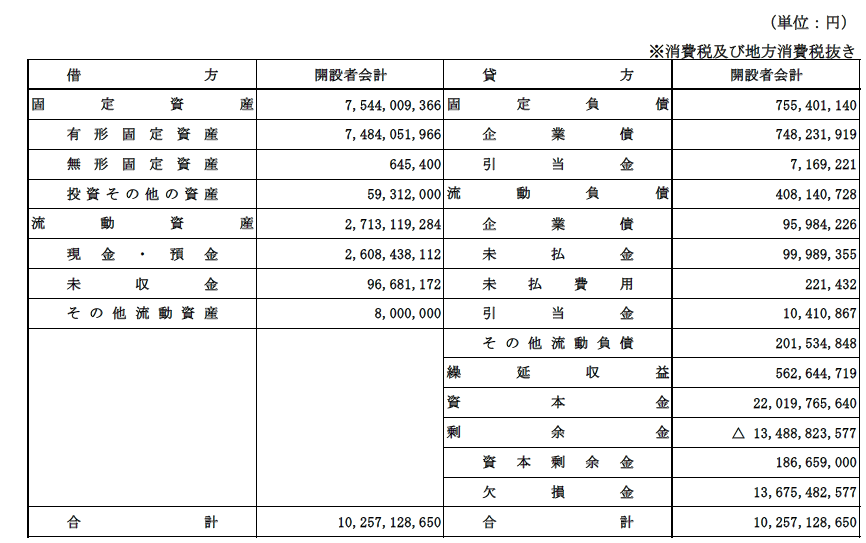 （単位：円）
※消費税及び地方消費税抜き
借方 開設者会計 貸方 開設者会計
固定資産 7,544,009,366 固定負債 755,401,140
有形固定資産 7,484,051,966 企業債 748,231,919
無形固定資産 645,400 引当金 7,169,221
投資その他の資産 59,312,000 流動負債 408,140,728
流動資産 2,713,119,284 企業債 95,984,226
現金・預金 2,608,438,112 未払金 99,989,355
未収金 96,681,172 未払費用 221,432
その他流動資産 8,000,000 引当金 10,410,867
その他流動負債 201,534,848
繰延収益 562,644,719
資本金 22,019,765,640
剰余金 △ 13,488,823,577
資本剰余金 186,659,000
欠損金 13,675,482,577
合計 10,257,128,650 合計 10,257,128,650